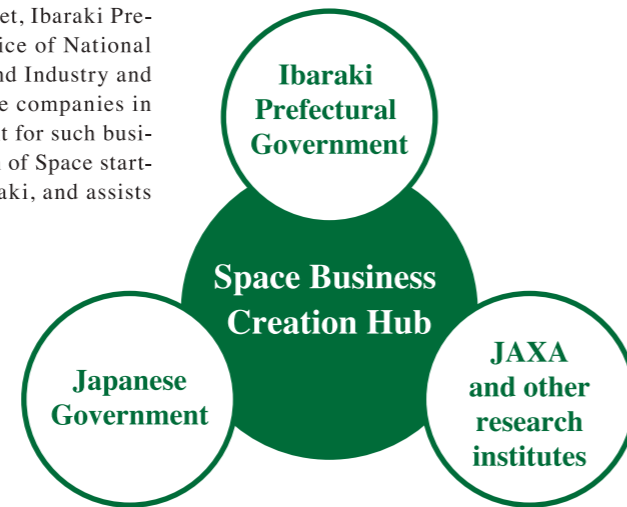 et, Ibaraki Pre-
ice of National
nd Industry and
e companies in
t for such busi-
of Space start-
aki, and assists
Ibaraki
Prefectural
Government
Space Business
Creation Hub
Japanese
Government
JAXA
and other
research
institutes